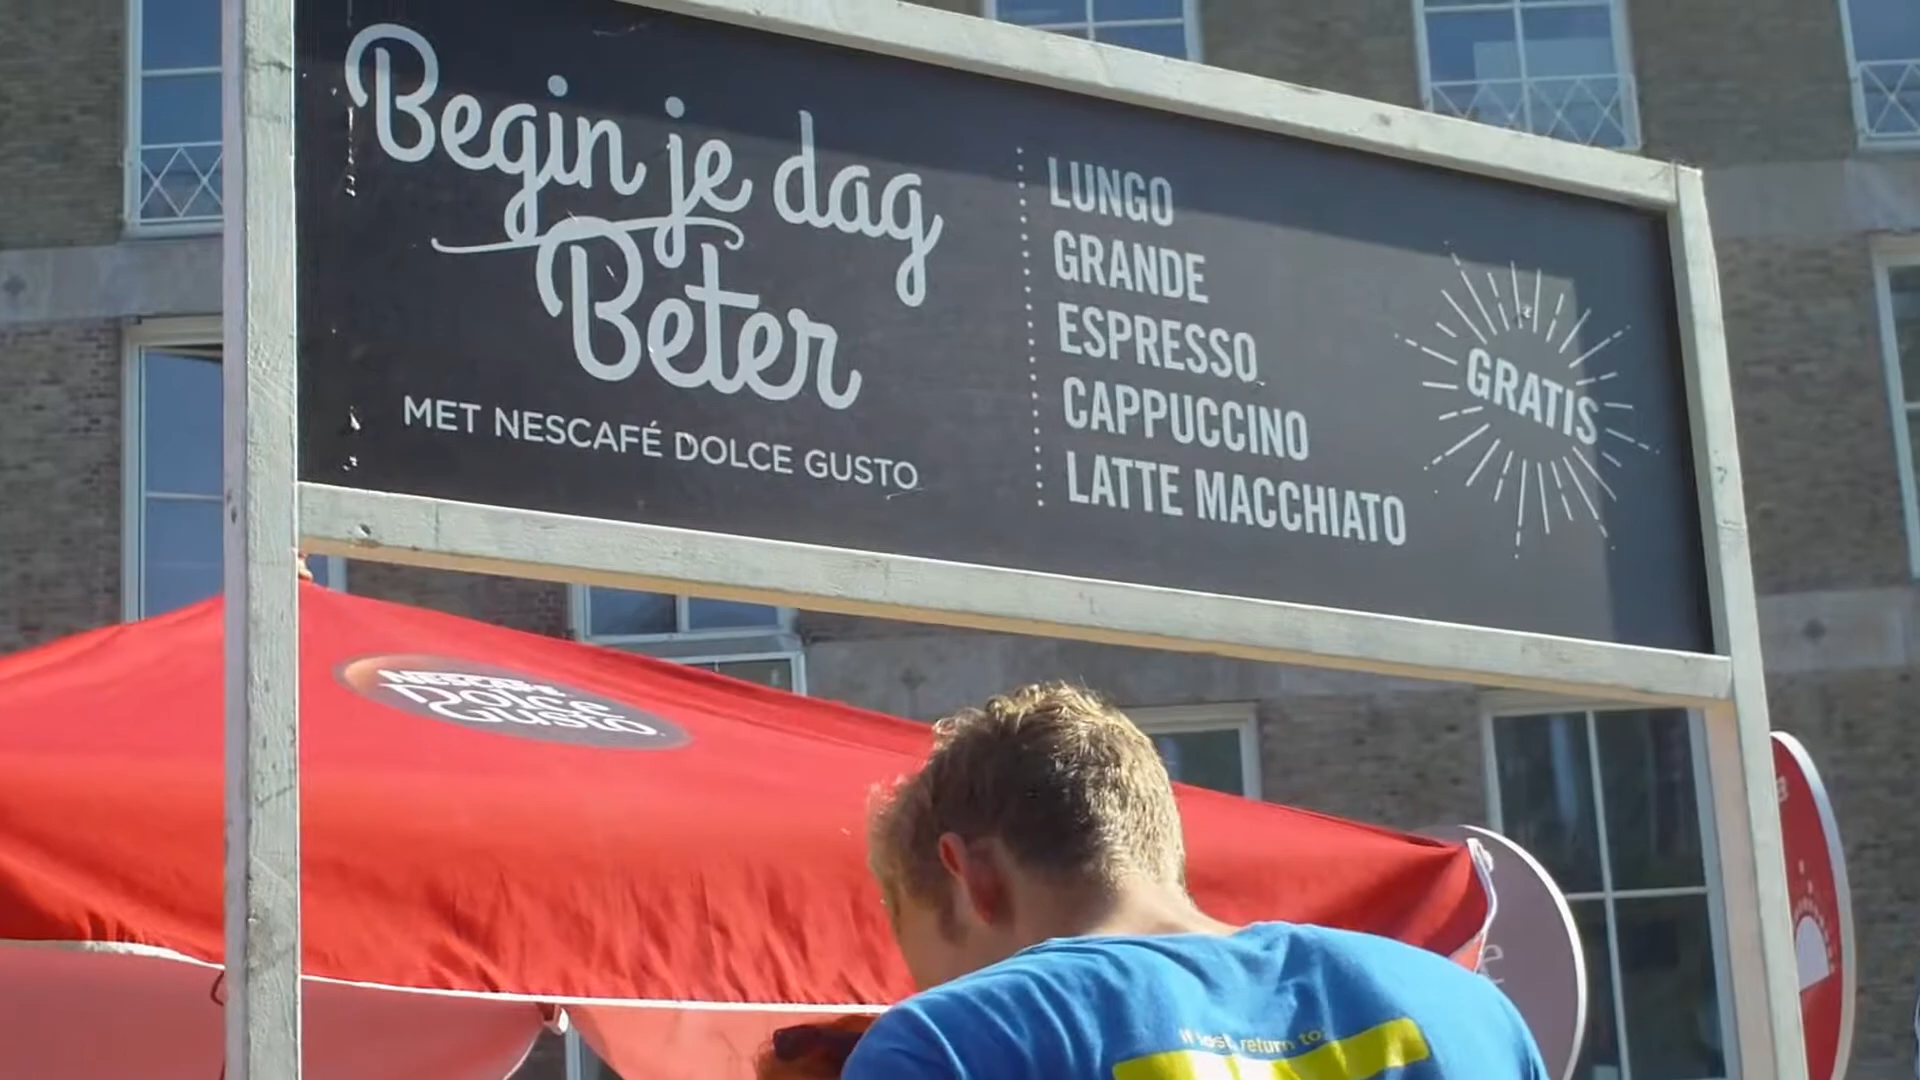 Begin je dag
Beter
MET NESCAFÉ DOLCE GUSTO
LUNGO
GRANDE
ESPRESSO
CAPPUCCINO
LATTE MACCHIATO
GRATIS
NESCAFÉ
Dolce
Gusto
If lost, return to: